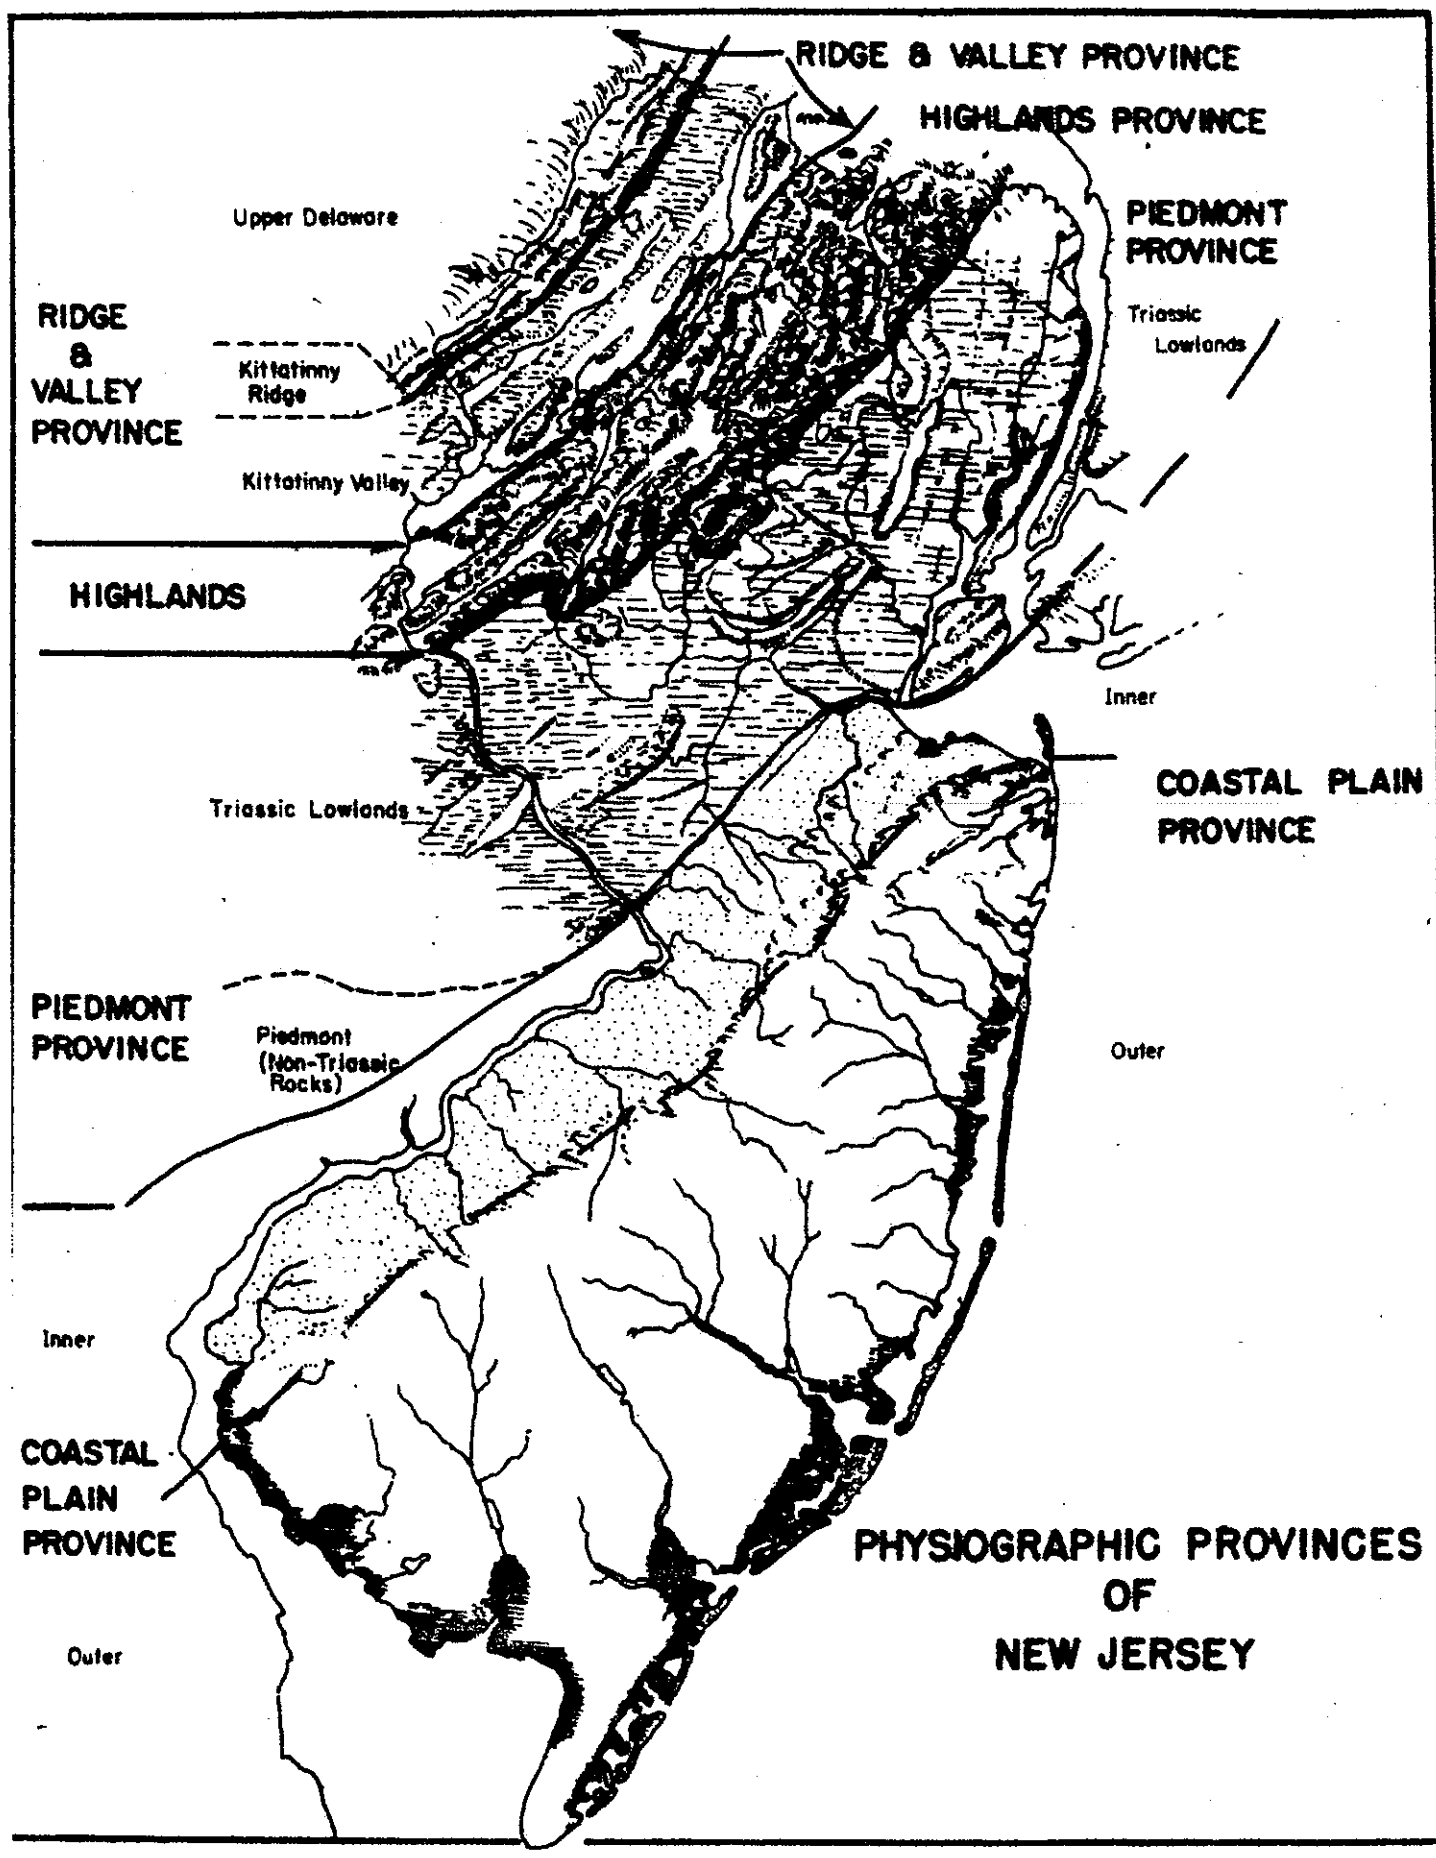 RIDGE & VALLEY PROVINCE
HIGHLANDS PROVINCE
PIEDMONT
PROVINCE
Upper Delaware
Triassic
Lowlands
RIDGE
&
VALLEY
PROVINCE
Kittatinny
Ridge
Kittatinny Valley
HIGHLANDS
Inner
COASTAL PLAIN
PROVINCE
Triassic Lowlands
PIEDMONT
PROVINCE
Piedmont
(Non-Triassic
Rocks)
Outer
Inner
COASTAL
PLAIN
PROVINCE
Outer
PHYSIOGRAPHIC PROVINCES
OF
NEW JERSEY